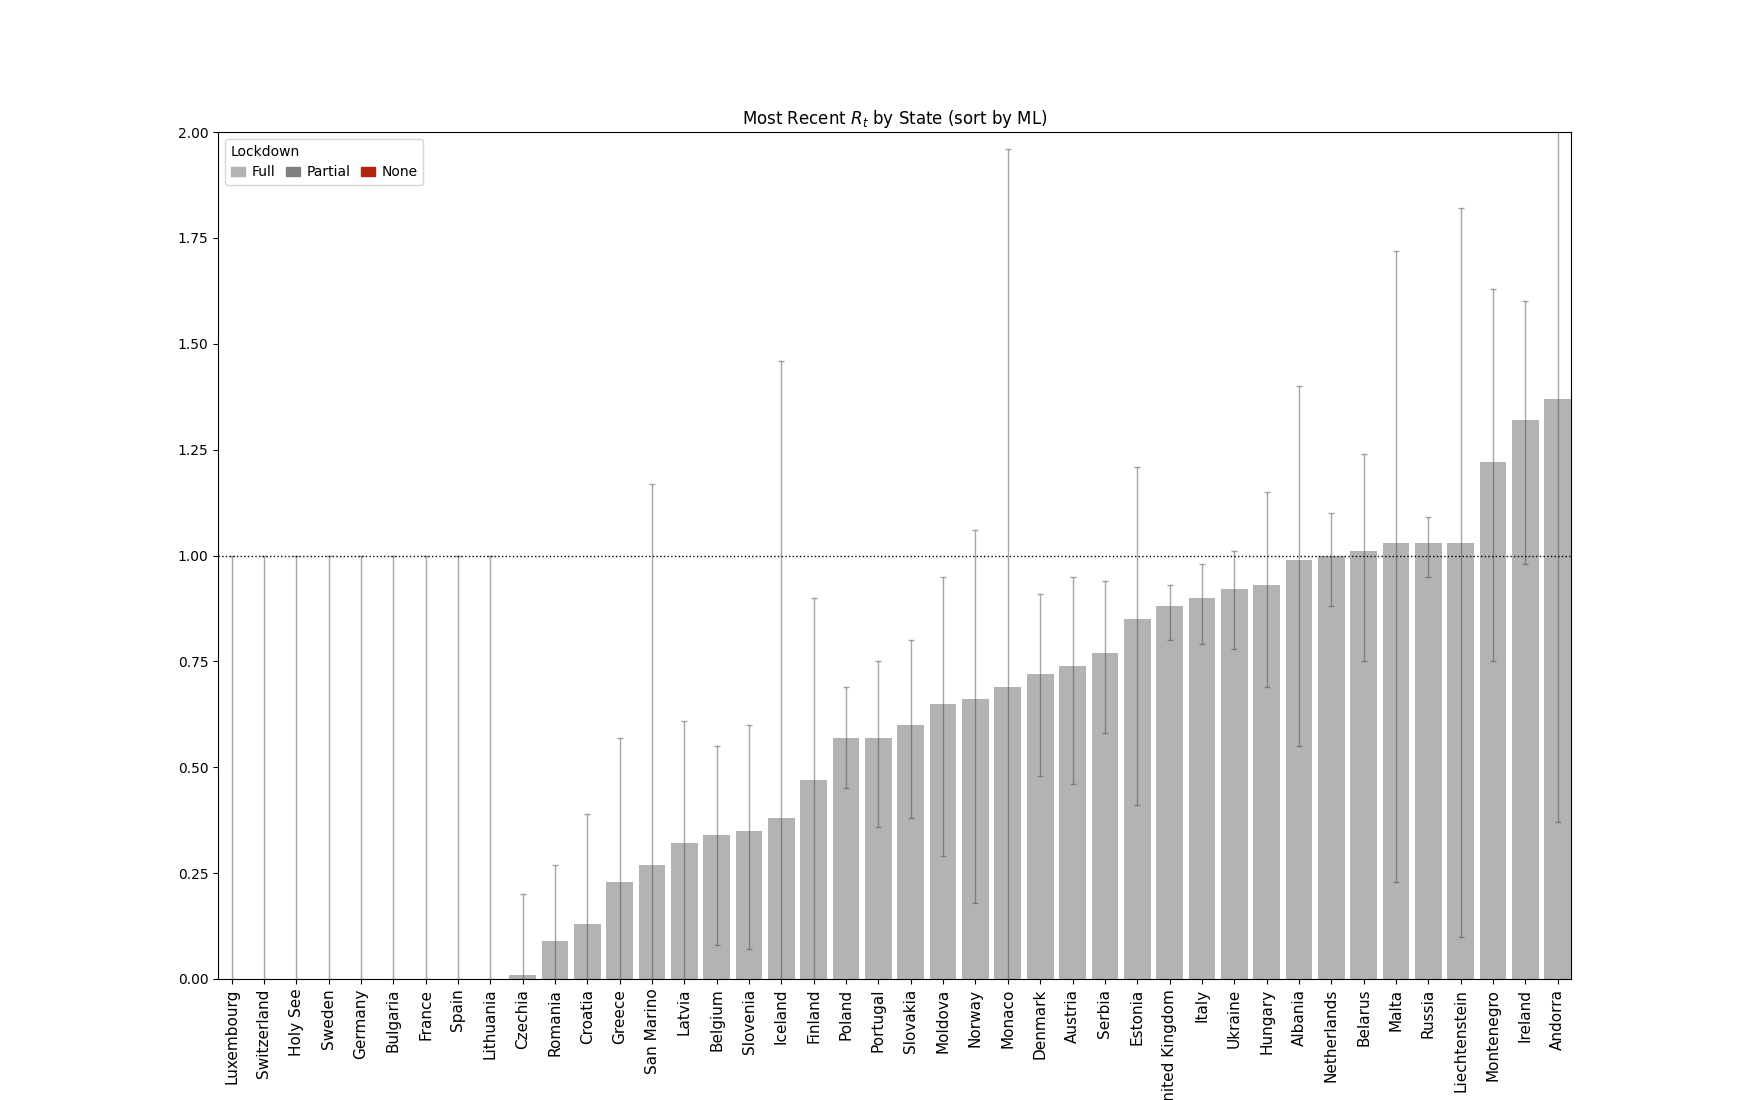 Most Recent Rt by State (sort by ML)
2.00
Lockdown
Full Partial None
1.75
1.50
1.25
1.00
0.75
0.50
0.25
0.00
Luxembourg
Switzerland
Holy See
Sweden
Germany
Bulgaria
France
Spain
Lithuania
Czechia
Romania
Croatia
Greece
San Marino
Latvia
Belgium
Slovenia
Iceland
Finland
Poland
Portugal
Slovakia
Moldova
Norway
Monaco
Denmark
Austria
Serbia
Estonia
nited Kingdom
Italy
Ukraine
Hungary
Albania
Netherlands
Belarus
Malta
Russia
Liechtenstein
Montenegro
Ireland
Andorra